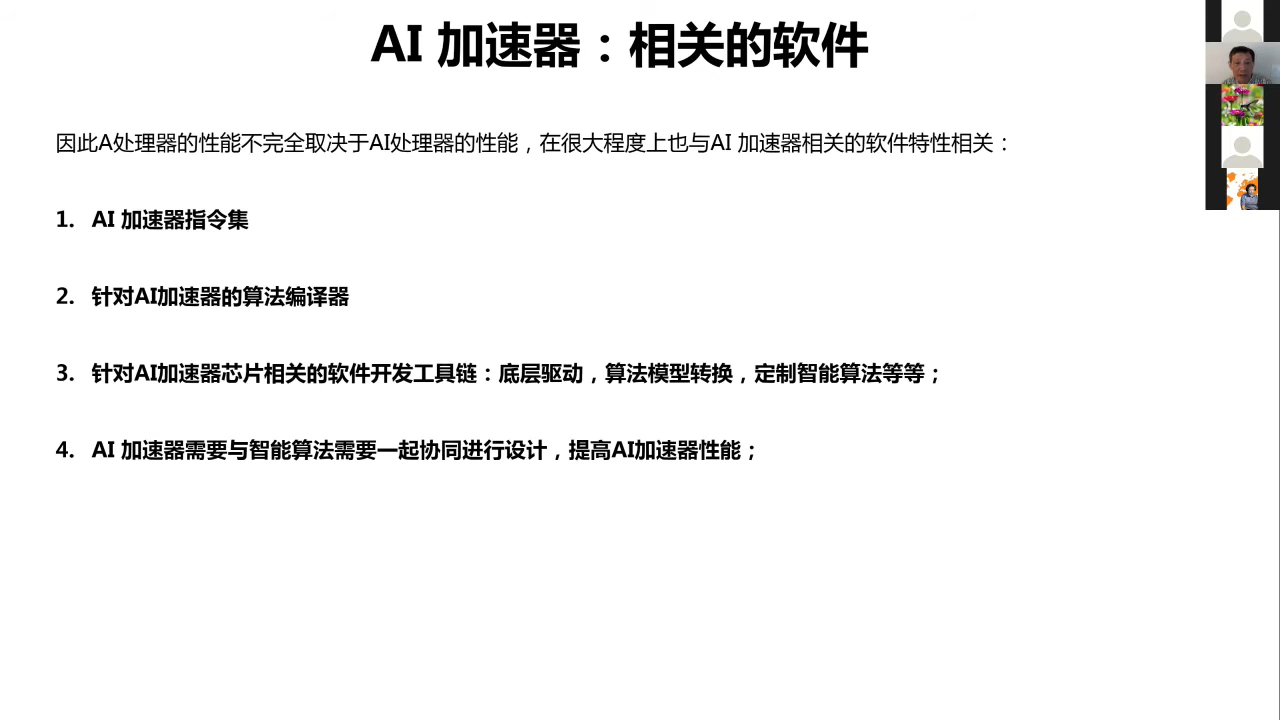 AI 加速器：相关的软件
因此A处理器的性能不完全取决于AI处理器的性能，在很大程度上也与AI 加速器相关的软件特性相关：
1. AI 加速器指令集
2. 针对AI加速器的算法编译器
3. 针对AI加速器芯片相关的软件开发工具链：底层驱动，算法模型转换，定制智能算法等等；
4. AI 加速器需要与智能算法需要一起协同进行设计，提高AI加速器性能；